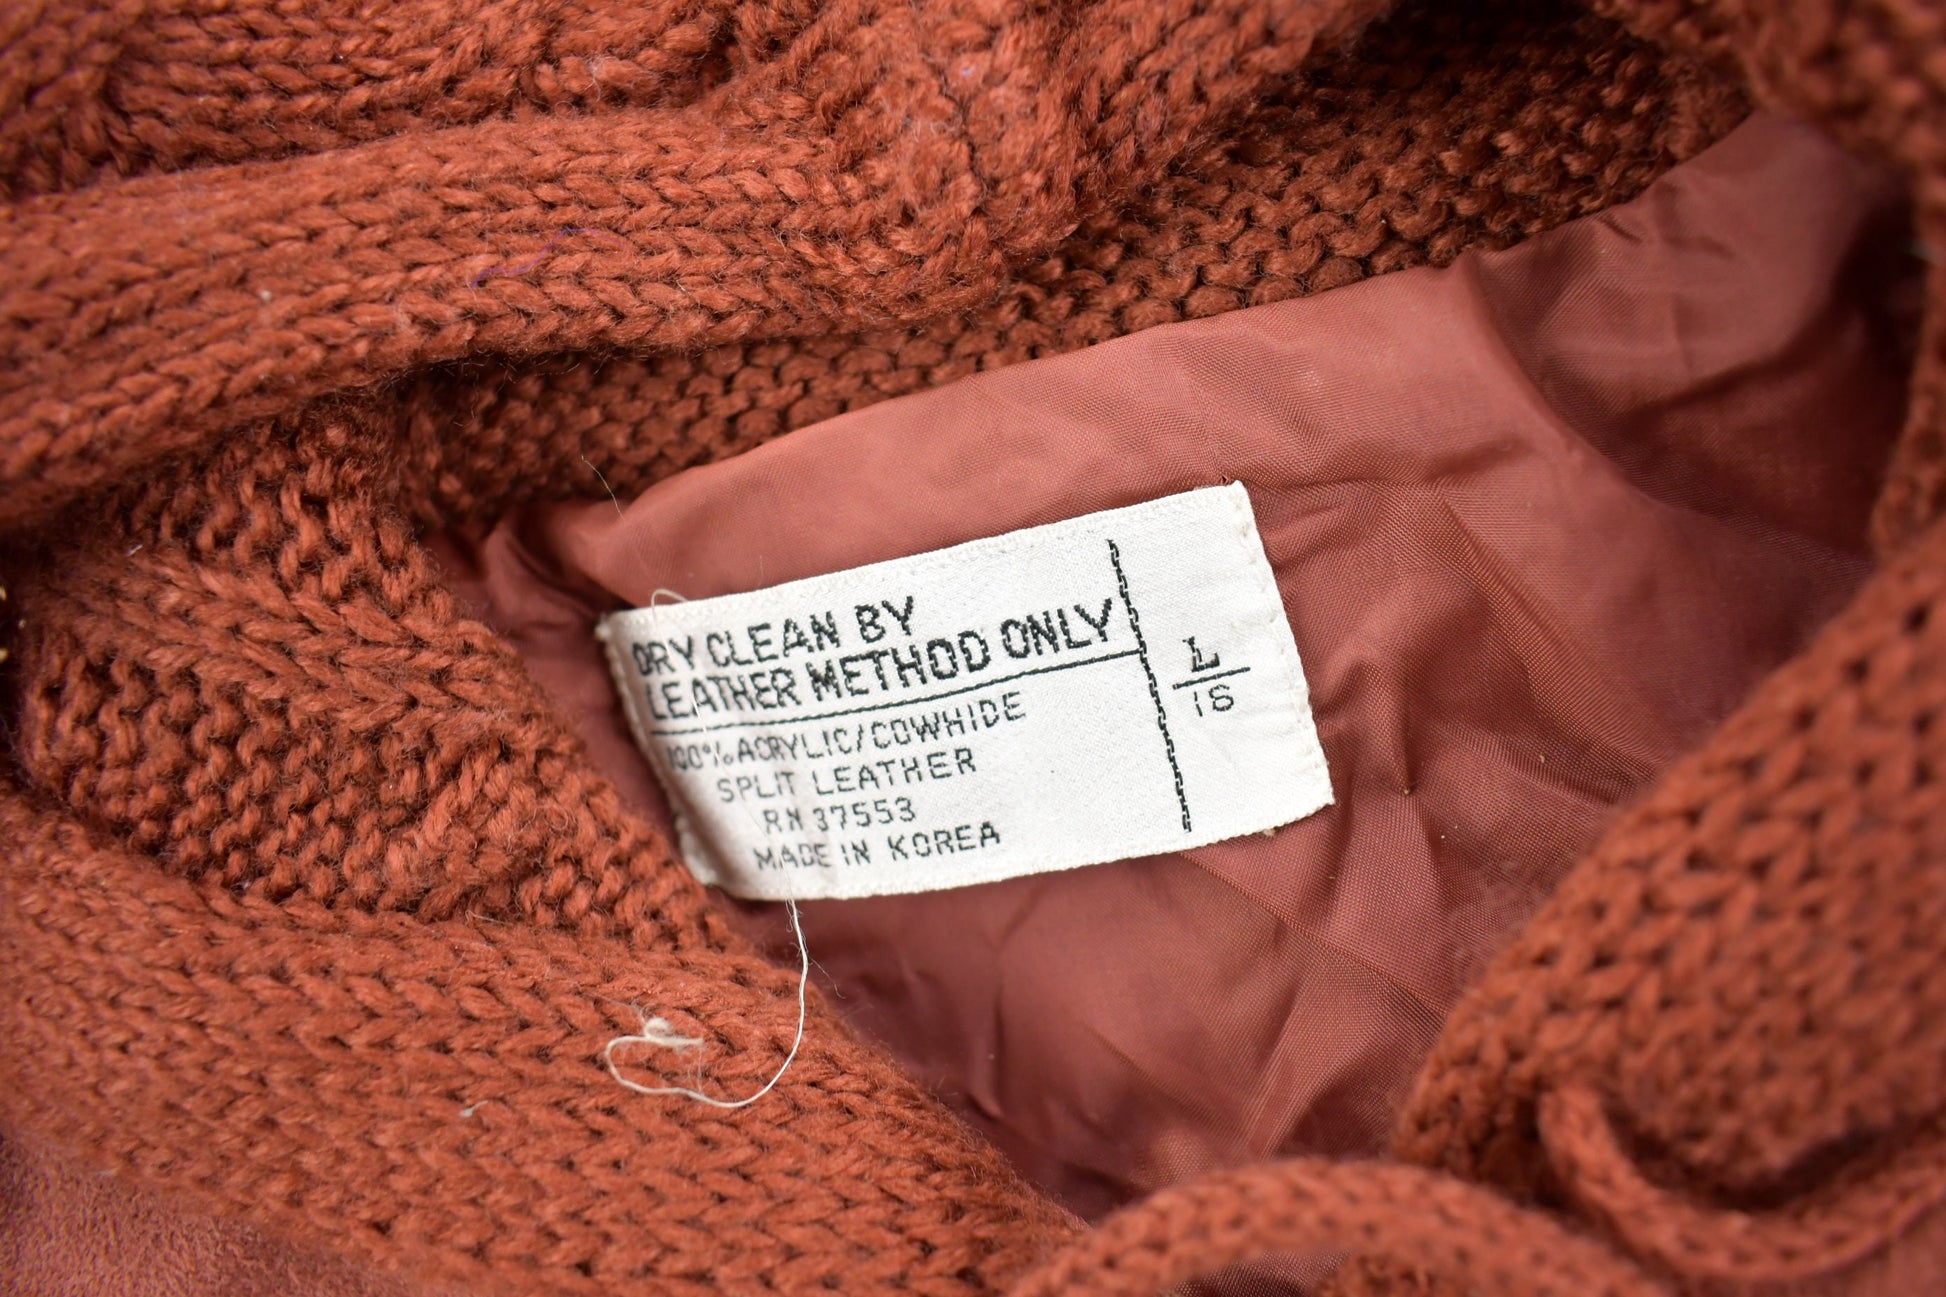 DRY CLEAN BY
LEATHER METHOD ONLY
100% ACRYLIC/COWHIDE
SPLIT LEATHER
RN 37553
MADE IN KOREA
L
16